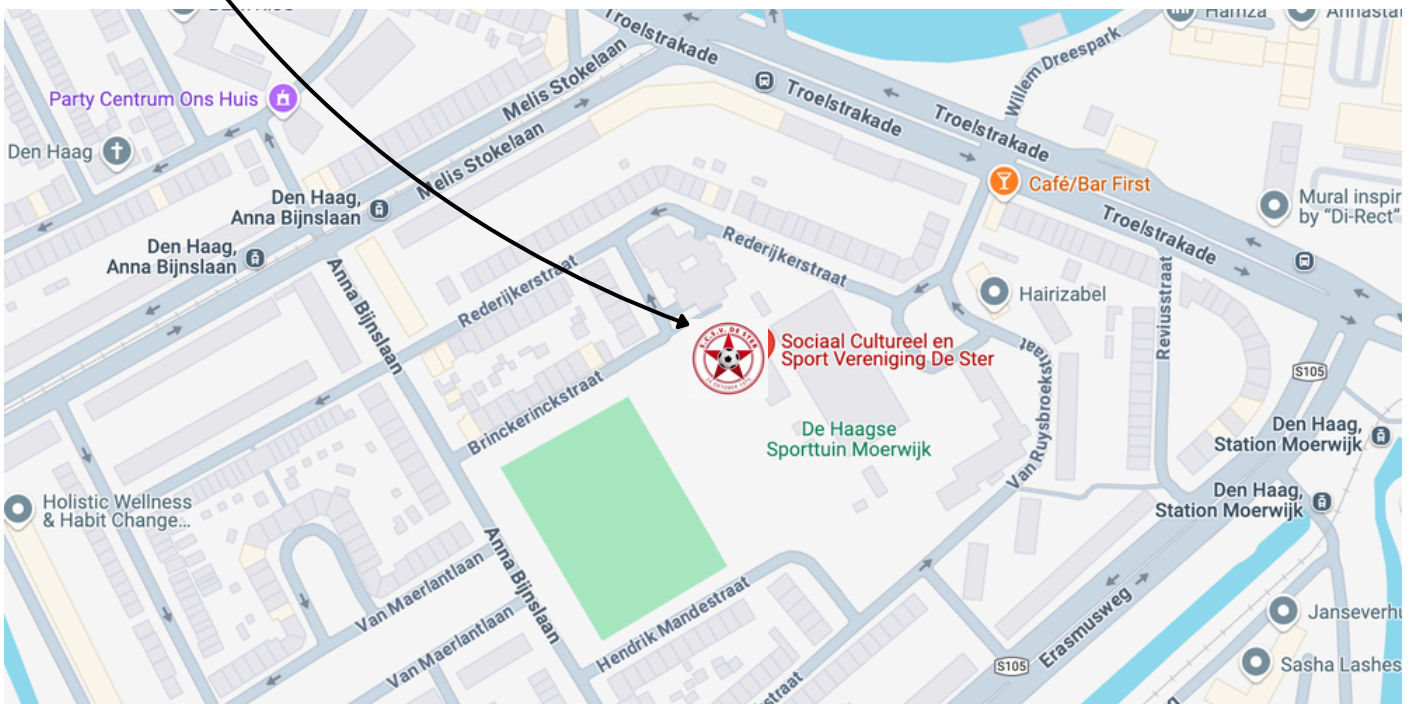 Hamza
Troelstrakade
Willem Dreespark
Party Centrum Ons Huis
Melis Stokelaan
Troelstrakade
Troelstrakade
Den Haag
Melis Stokelaan
Café/Bar First
Den Haag,
Anna Bijnslaan
Mural inspir
by “Di-Rect”
Troelstrakade
Den Haag,
Anna Bijnslaan
Rederijkerstraat
Reviusstraat
Anna Bijnslaan
Rederijkerstraat
Hairizabel
S.C.S.V. DE STER
Sociaal Cultureel en
Sport Vereniging De Ster
S105
Brinckerinckstraat
De Haagse
Sporttuin Moerwijk
Van Ruysbroekstraat
Den Haag,
Station Moerwijk
Holistic Wellness
& Habit Change...
Den Haag,
Station Moerwijk
Anna Bijnslaan
Van Maerlantlaan
Hendrik Mandestraat
Erasmusweg
Janseverhu
Van Maerlantlaan
S105
Sasha Lashes
straat